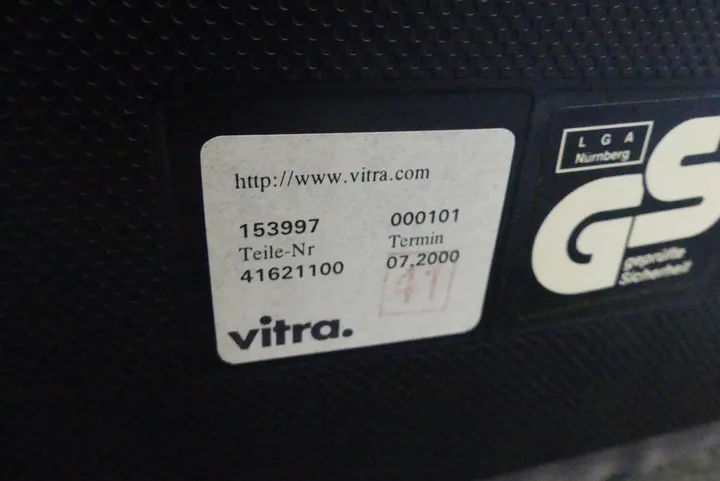 http://www.vitra.com
153997 000101
Teile-Nr Termin
41621100 07.2000
41
vitra.
L G A
Nürnberg
GS
geprüfte
Sicherheit